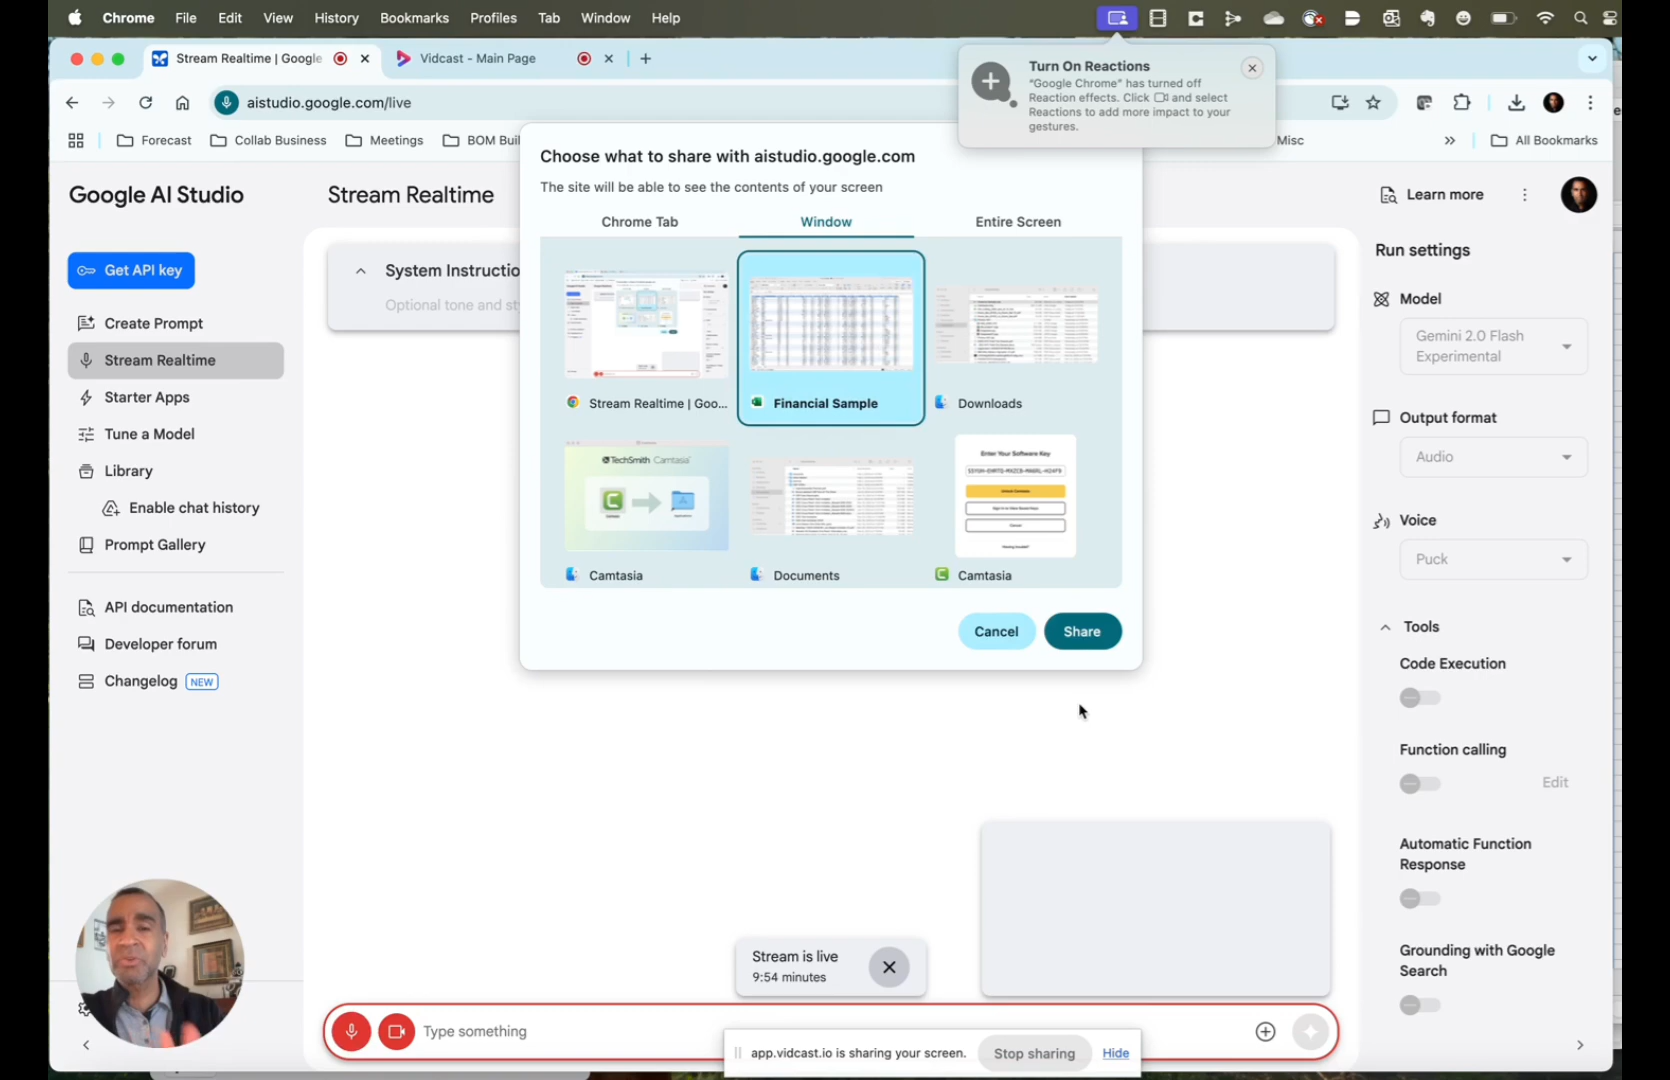 Chrome File Edit View History Bookmarks Profiles Tab Window Help
Stream Realtime | Google
Vidcast - Main Page
aistudio.google.com/live
Turn On Reactions
"Google Chrome" has turned off
Reaction effects. Click and select
Reactions to add more impact to your
gestures.
Forecast
Collab Business
Meetings
BOM Buil
Misc
All Bookmarks
Google AI Studio
Stream Realtime
Learn more
Get API key
Create Prompt
Stream Realtime
Starter Apps
Tune a Model
Library
Enable chat history
Prompt Gallery
API documentation
Developer forum
Changelog NEW
System Instructio
Optional tone and st
Choose what to share with aistudio.google.com
The site will be able to see the contents of your screen
Chrome Tab Window Entire Screen
Stream Realtime | Goo...
Financial Sample
Downloads
TechSmith Camtasia
Enter Your Software Key
Camtasia
Documents
Camtasia
Cancel
Share
Run settings
Model
Gemini 2.0 Flash
Experimental
Output format
Audio
Voice
Puck
Tools
Code Execution
Function calling
Edit
Automatic Function
Response
Grounding with Google
Search
Stream is live
9:54 minutes
Type something
app.vidcast.io is sharing your screen.
Stop sharing
Hide